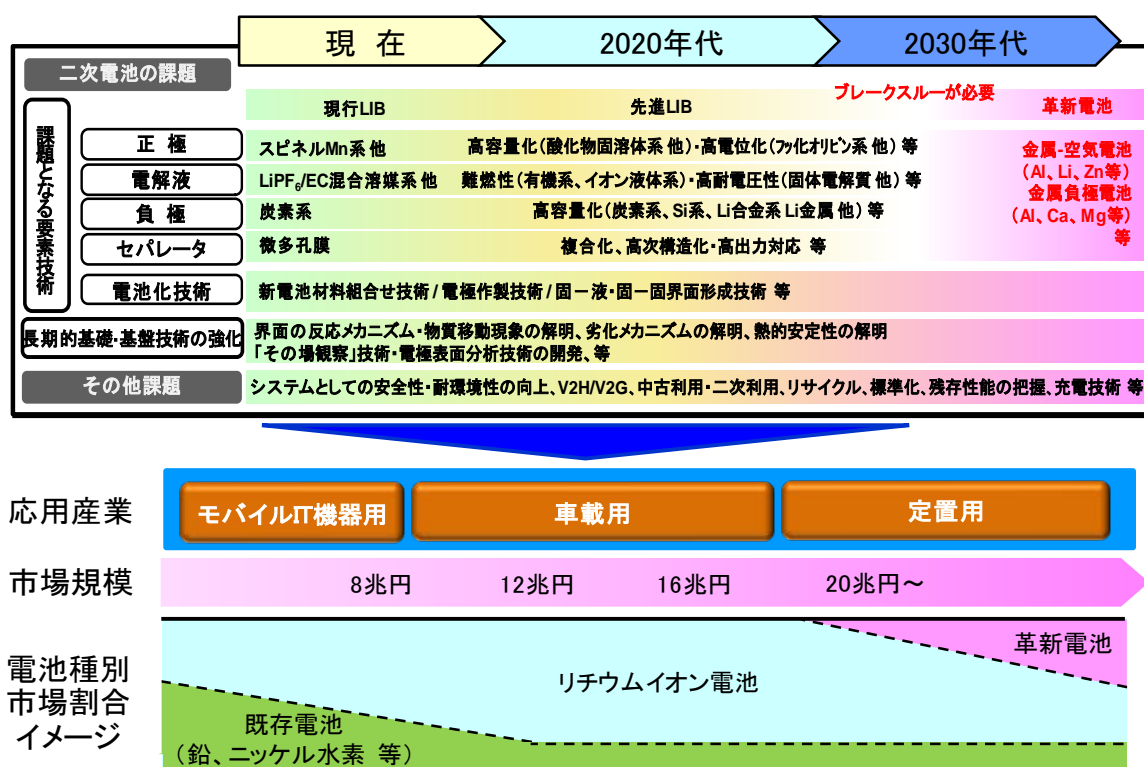 現 在
2020年代
2030年代
二次電池の課題
ブレークスルーが必要
現行LIB
先進LIB
革新電池
課題となる要素技術
正 極
スピネルMn系 他
高容量化(酸化物固溶体系 他)・高電位化(フッ化オリビン系 他) 等
電解液
LiPF₆/EC混合溶媒系 他
難燃性(有機系、イオン液体系)・高耐電圧性(固体電解質 他) 等
負 極
炭素系
高容量化(炭素系、Si系、Li合金系 Li金属 他) 等
セパレータ
微多孔膜
複合化、高次構造化・高出力対応 等
金属-空気電池
(Al、Li、Zn等)
金属負極電池
(Al、Ca、Mg等)
等
電池化技術
新電池材料組合せ技術/電極作製技術/固-液・固-固界面形成技術 等
長期的基礎・基盤技術の強化
界面の反応メカニズム・物質移動現象の解明、劣化メカニズムの解明、熱的安定性の解明
「その場観察」技術・電極表面分析技術の開発、等
その他課題
システムとしての安全性・耐環境性の向上、V2H/V2G、中古利用・二次利用、リサイクル、標準化、残存性能の把握、充電技術 等
応用産業
モバイルIT機器用
車載用
定置用
市場規模
8兆円
12兆円
16兆円
20兆円～
電池種別
市場割合
イメージ
革新電池
リチウムイオン電池
既存電池
(鉛、ニッケル水素 等)